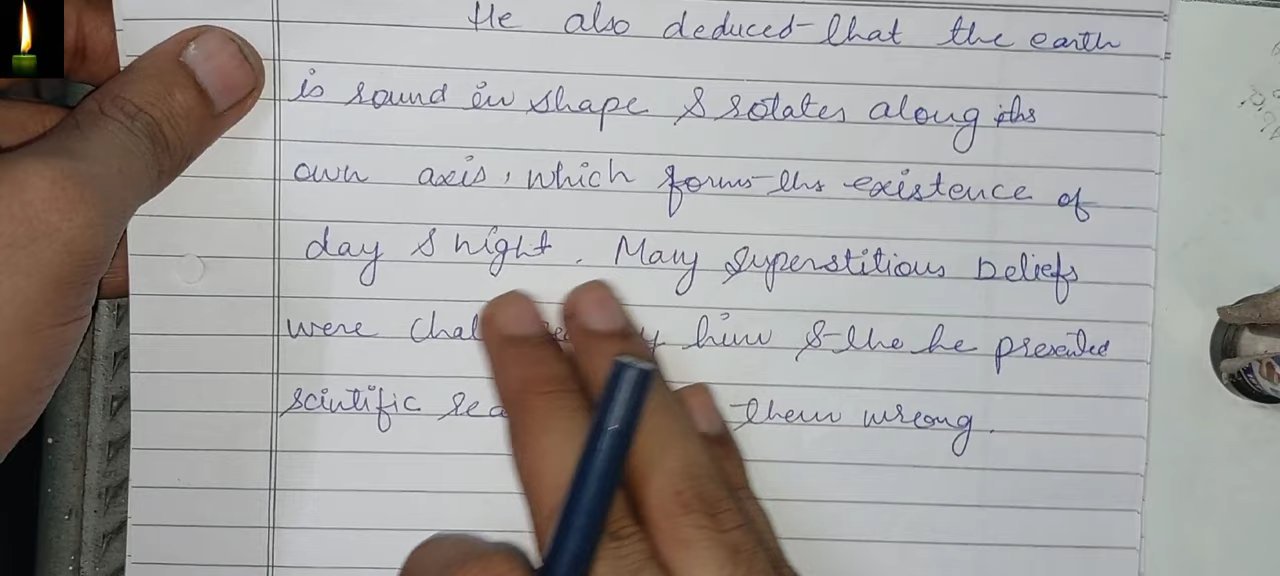 He also deduced that the earth
is round in shape & rotates along its
own axis, which forms the existence of
day & night. Many superstitious beliefs
were him & the he presented
scintific them wrong.